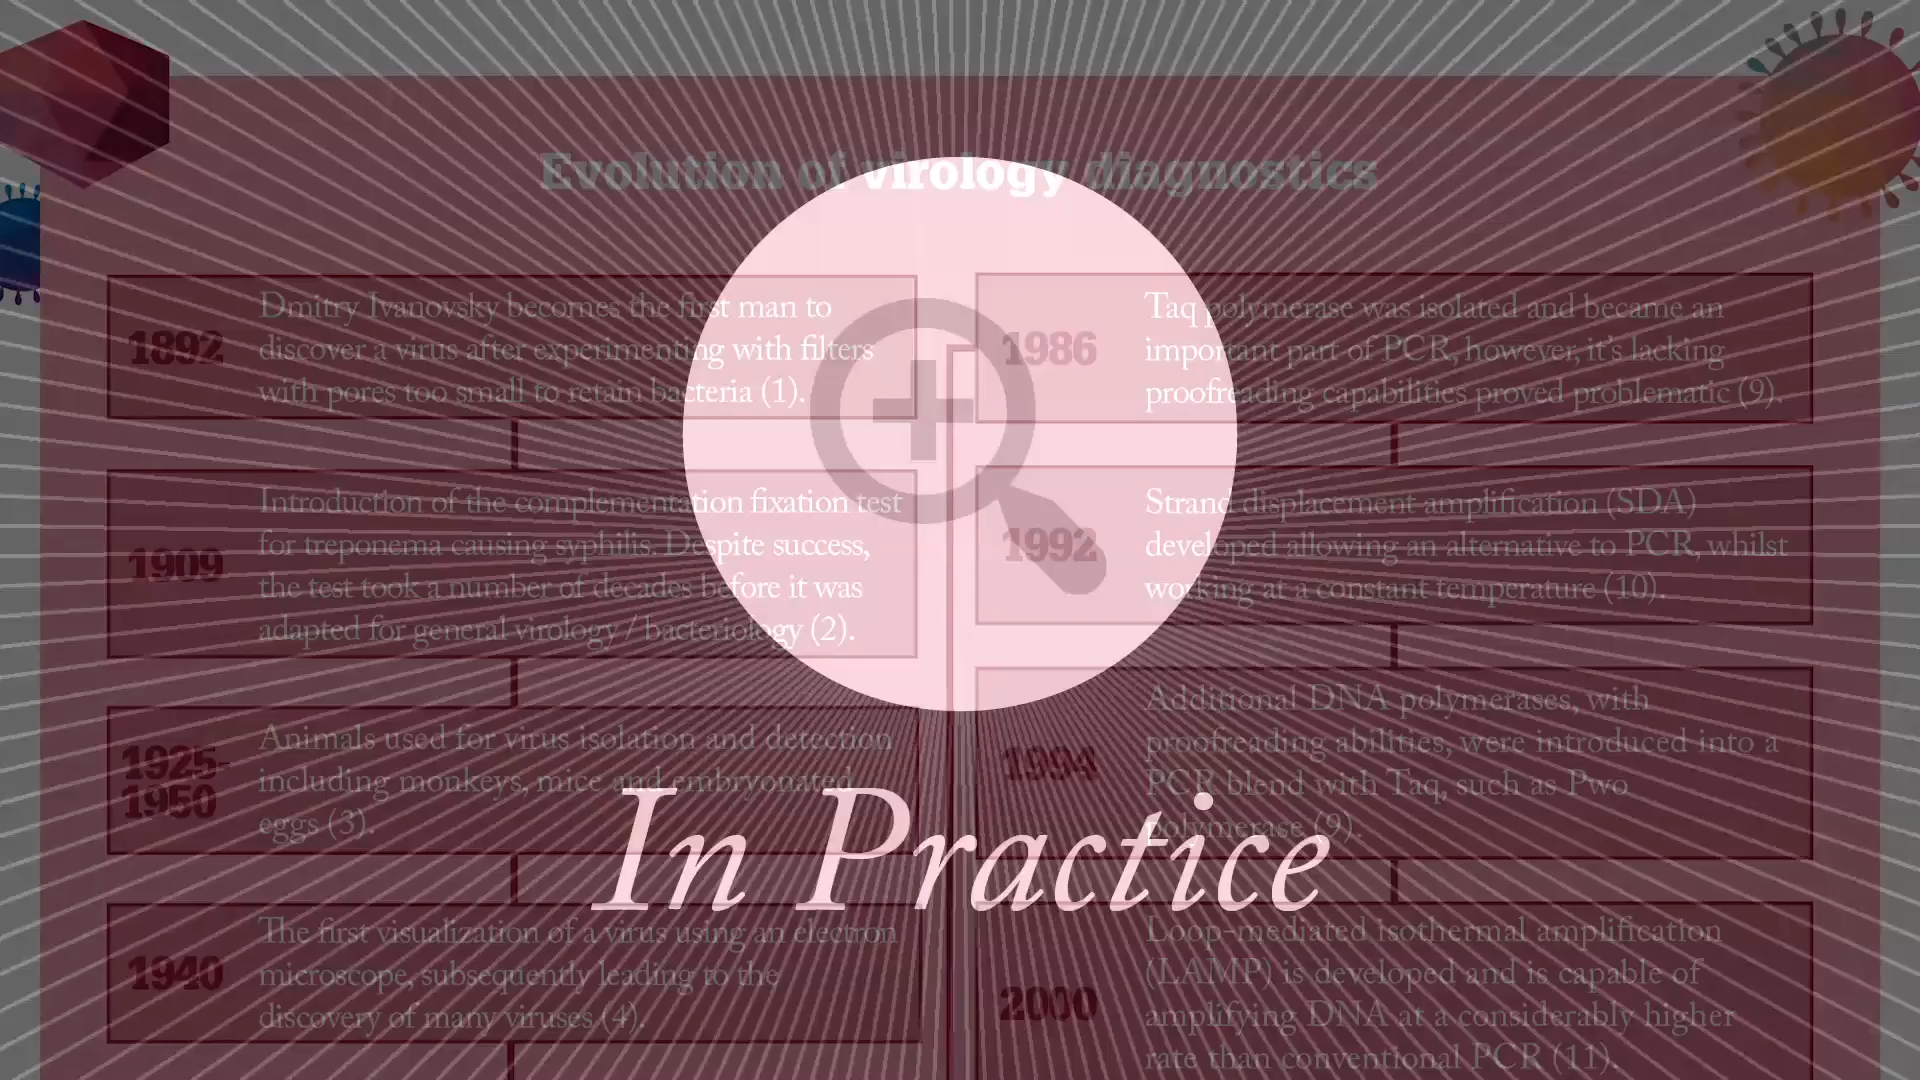 Evolution of virology diagnostics
1892
Dmitry Ivanovsky becomes the first man to
discover a virus after experimenting with filters
with pores too small to retain bacteria (1).
1909
Introduction of the complementation fixation test
for treponema causing syphilis. Despite success,
the test took a number of decades before it was
adapted for general virology / bacteriology (2).
1925-
1950
Animals used for virus isolation and detection
including monkeys, mice and embryonated
eggs (3).
1940
The first visualization of a virus using an electron
microscope, subsequently leading to the
discovery of many viruses (4).
1986
Taq polymerase was isolated and became an
important part of PCR, however, it's lacking
proofreading capabilities proved problematic (9).
1992
Strand displacement amplification (SDA)
developed allowing an alternative to PCR, whilst
working at a constant temperature (10).
1994
Additional DNA polymerases, with
proofreading abilities, were introduced into a
PCR blend with Taq, such as Pwo
polymerase (9).
2000
Loop-mediated isothermal amplification
(LAMP) is developed and is capable of
amplifying DNA at a considerably higher
rate than conventional PCR (11).
In Practice